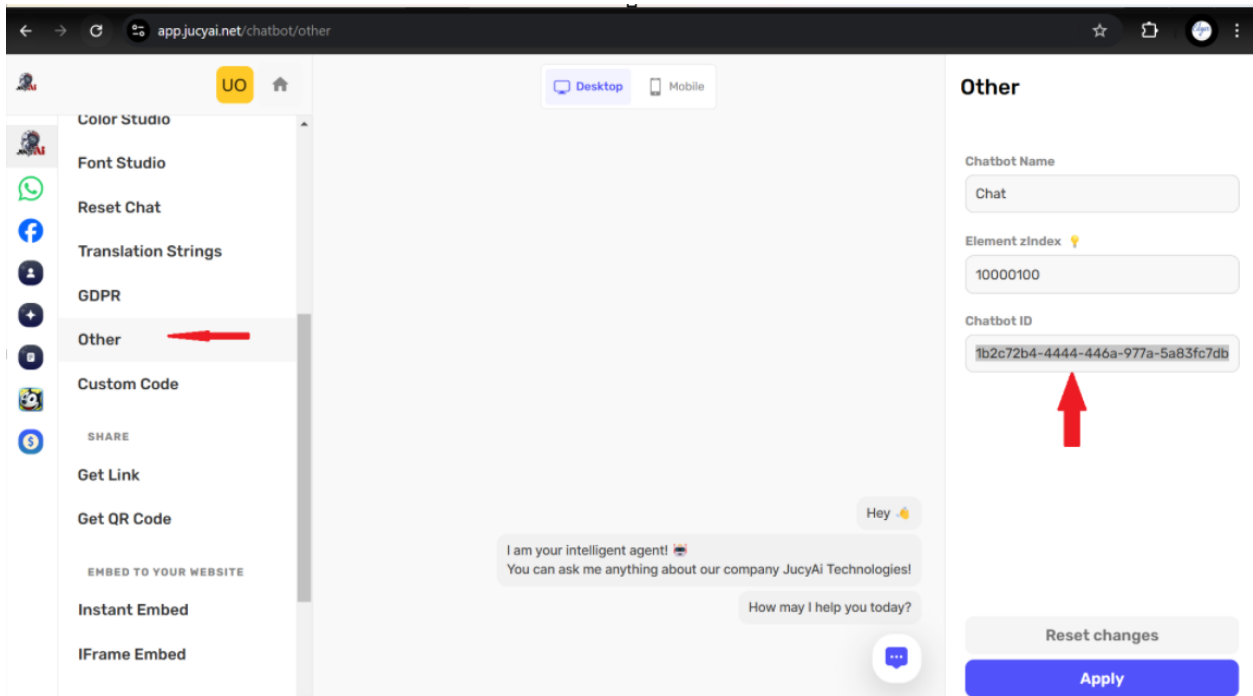 app.jucyai.net/chatbot/other
UO
Color Studio
Font Studio
Reset Chat
Translation Strings
GDPR
Other
Custom Code
SHARE
Get Link
Get QR Code
EMBED TO YOUR WEBSITE
Instant Embed
IFrame Embed
Desktop
Mobile
Hey
I am your intelligent agent!
You can ask me anything about our company JucyAi Technologies!
How may I help you today?
Other
Chatbot Name
Chat
Element zIndex
10000100
Chatbot ID
1b2c72b4-4444-446a-977a-5a83fc7db
Reset changes
Apply